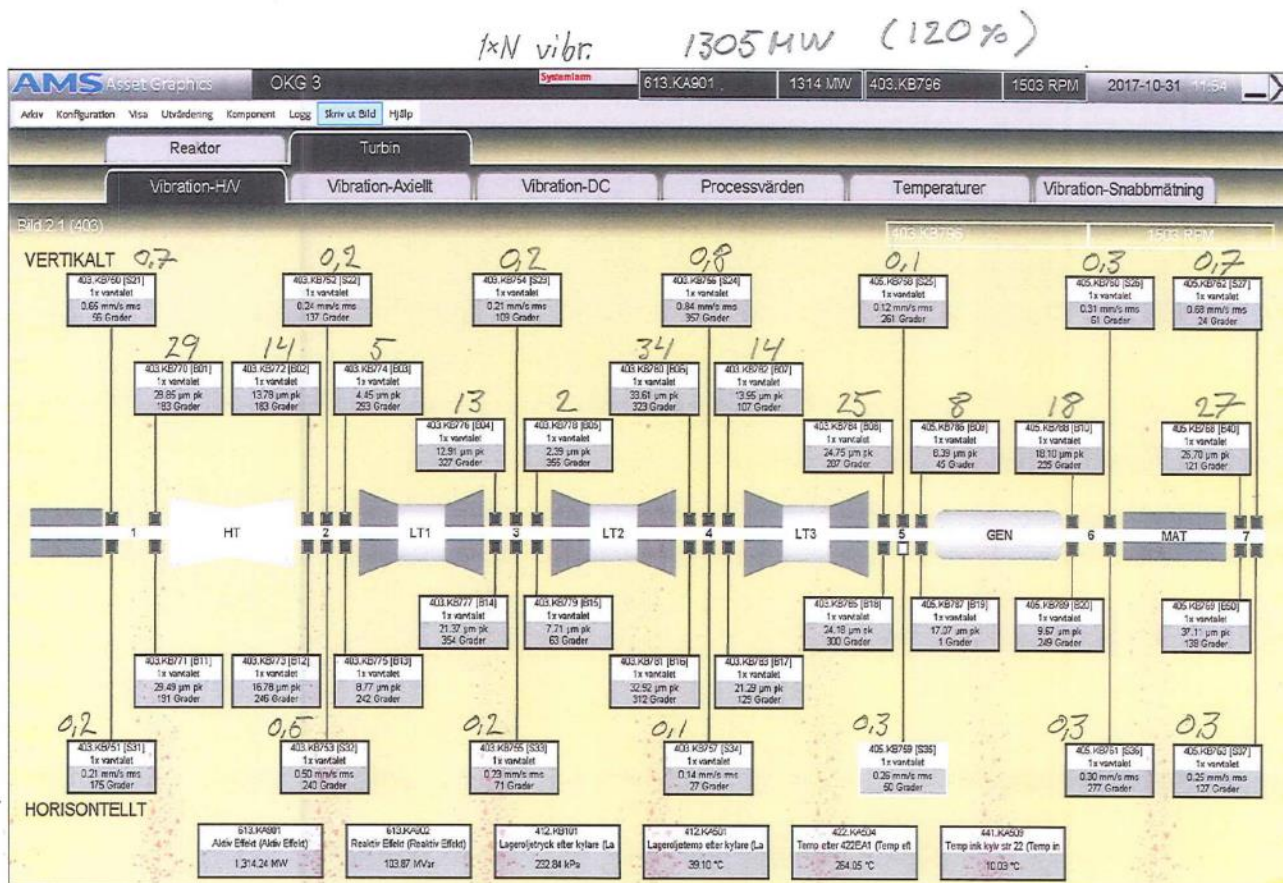 1xN vibr. 1305 MW (120%)
AMS Asset Graphics OKG 3 Systemlarm 613.KA901 1314 MW 403.KB796 1503 RPM 2017-10-31 11:54
Arkiv Konfiguration Visa Utvärdering Komponent Logg Skriv ut Bild Hjälp
Reaktor Turbin
Vibration-H/V Vibration-Axiellt Vibration-DC Processvärden Temperaturer Vibration-Snabbmätning
Bild 2.1 (403) 403.KB796 1503 RPM
VERTIKALT 0,7 0,2 0,2 0,8 0,1 0,3 0,7
403.KB750 [S21] 403.KB752 [S22] 403.KB754 [S23] 403.KB756 [S24] 405.KB758 [S25] 405.KB760 [S26] 405.KB762 [S27]
1x varvtalet 1x varvtalet 1x varvtalet 1x varvtalet 1x varvtalet 1x varvtalet 1x varvtalet
0.65 mm/s rms 0.24 mm/s rms 0.21 mm/s rms 0.84 mm/s rms 0.12 mm/s rms 0.31 mm/s rms 0.68 mm/s rms
56 Grader 137 Grader 109 Grader 357 Grader 261 Grader 61 Grader 24 Grader
29 14 5 34 14
403.KB770 [B01] 403.KB772 [B02] 403.KB774 [B03] 403.KB780 [B06] 403.KB782 [B07]
1x varvtalet 1x varvtalet 1x varvtalet 1x varvtalet 1x varvtalet
28.85 µm pk 13.79 µm pk 4.45 µm pk 33.61 µm pk 13.95 µm pk
183 Grader 183 Grader 293 Grader 323 Grader 107 Grader
13 2 25 8 18 27
403.KB776 [B04] 403.KB778 [B05] 403.KB784 [B08] 405.KB786 [B09] 405.KB788 [B10] 405.KB768 [B40]
1x varvtalet 1x varvtalet 1x varvtalet 1x varvtalet 1x varvtalet 1x varvtalet
12.91 µm pk 2.39 µm pk 24.75 µm pk 8.39 µm pk 18.10 µm pk 26.70 µm pk
327 Grader 355 Grader 287 Grader 45 Grader 235 Grader 121 Grader
1 HT 2 LT1 3 LT2 4 LT3 5 GEN 6 MAT 7
403.KB777 [B14] 403.KB779 [B15] 403.KB785 [B18] 405.KB787 [B19] 405.KB789 [B20] 405.KB769 [B50]
1x varvtalet 1x varvtalet 1x varvtalet 1x varvtalet 1x varvtalet 1x varvtalet
21.37 µm pk 7.71 µm pk 24.18 µm pk 17.07 µm pk 9.67 µm pk 37.11 µm pk
354 Grader 63 Grader 300 Grader 1 Grader 249 Grader 138 Grader
403.KB771 [B11] 403.KB773 [B12] 403.KB775 [B13] 403.KB781 [B16] 403.KB783 [B17]
1x varvtalet 1x varvtalet 1x varvtalet 1x varvtalet 1x varvtalet
29.49 µm pk 16.78 µm pk 8.77 µm pk 32.92 µm pk 21.29 µm pk
191 Grader 246 Grader 242 Grader 312 Grader 129 Grader
0,2 0,5 0,2 0,1 0,3 0,3 0,3
403.KB751 [S31] 403.KB753 [S32] 403.KB755 [S33] 403.KB757 [S34] 405.KB759 [S35] 405.KB761 [S36] 405.KB763 [S37]
1x varvtalet 1x varvtalet 1x varvtalet 1x varvtalet 1x varvtalet 1x varvtalet 1x varvtalet
0.21 mm/s rms 0.50 mm/s rms 0.23 mm/s rms 0.14 mm/s rms 0.26 mm/s rms 0.30 mm/s rms 0.25 mm/s rms
175 Grader 240 Grader 71 Grader 27 Grader 50 Grader 277 Grader 127 Grader
HORISONTELLT
613.KA901 613.KA902 412.KB101 412.KA501 422.KA504 441.KA509
Aktiv Effekt (Aktiv Effekt) Reaktiv Effekt (Reaktiv Effekt) Lageroljetryck efter kylare (La Lageroljetemp efter kylare (La Temp efter 422EA1 (Temp eft Temp ink kylv str 22 (Temp in
1,314.24 MW 103.87 MVar 232.84 kPa 39.10 °C 264.05 °C 10.03 °C